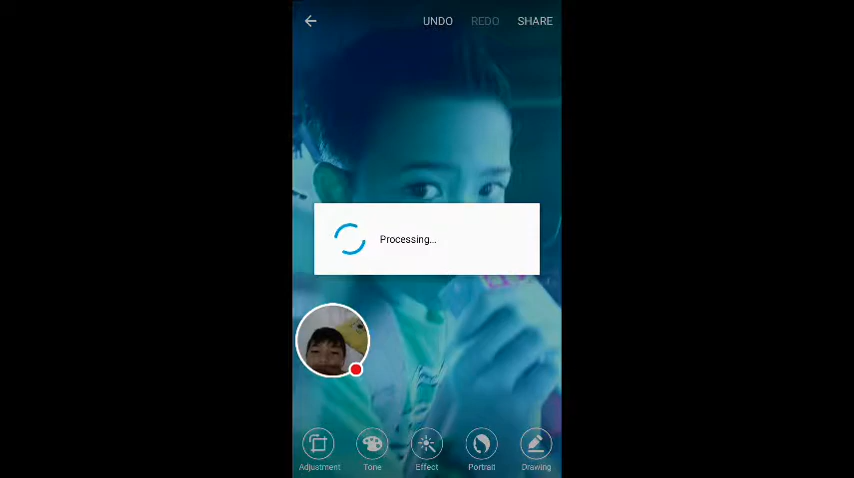 UNDO REDO SHARE
Processing...
Adjustment Tone Effect Portrait Drawing